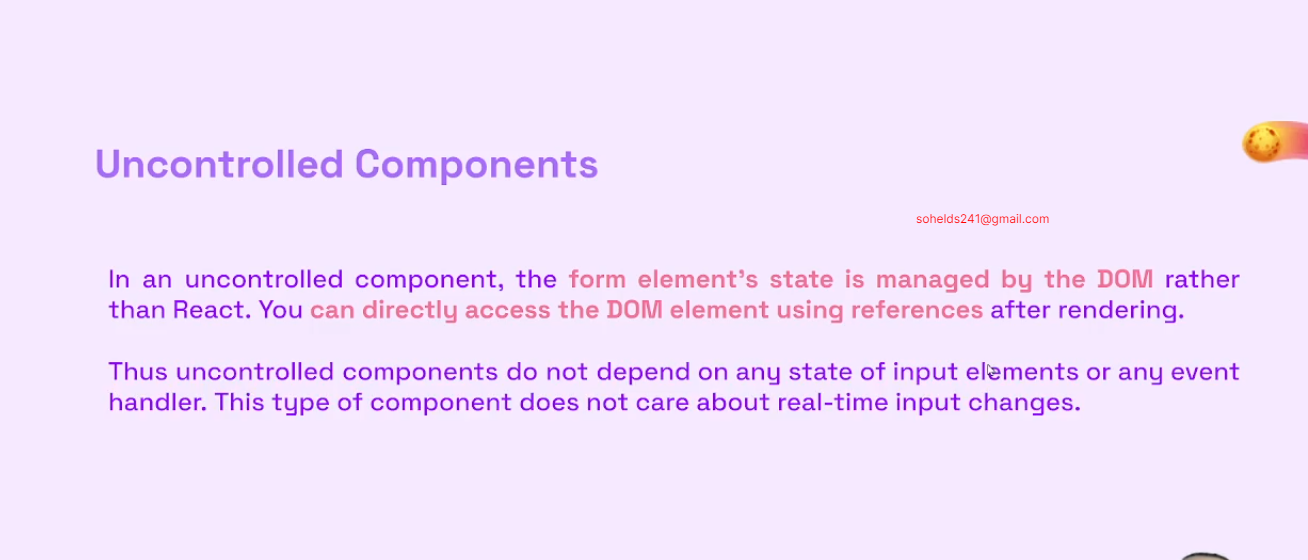 Uncontrolled Components
sohelds241@gmail.com
In an uncontrolled component, the form element's state is managed by the DOM rather
than React. You can directly access the DOM element using references after rendering.
Thus uncontrolled components do not depend on any state of input elements or any event
handler. This type of component does not care about real-time input changes.